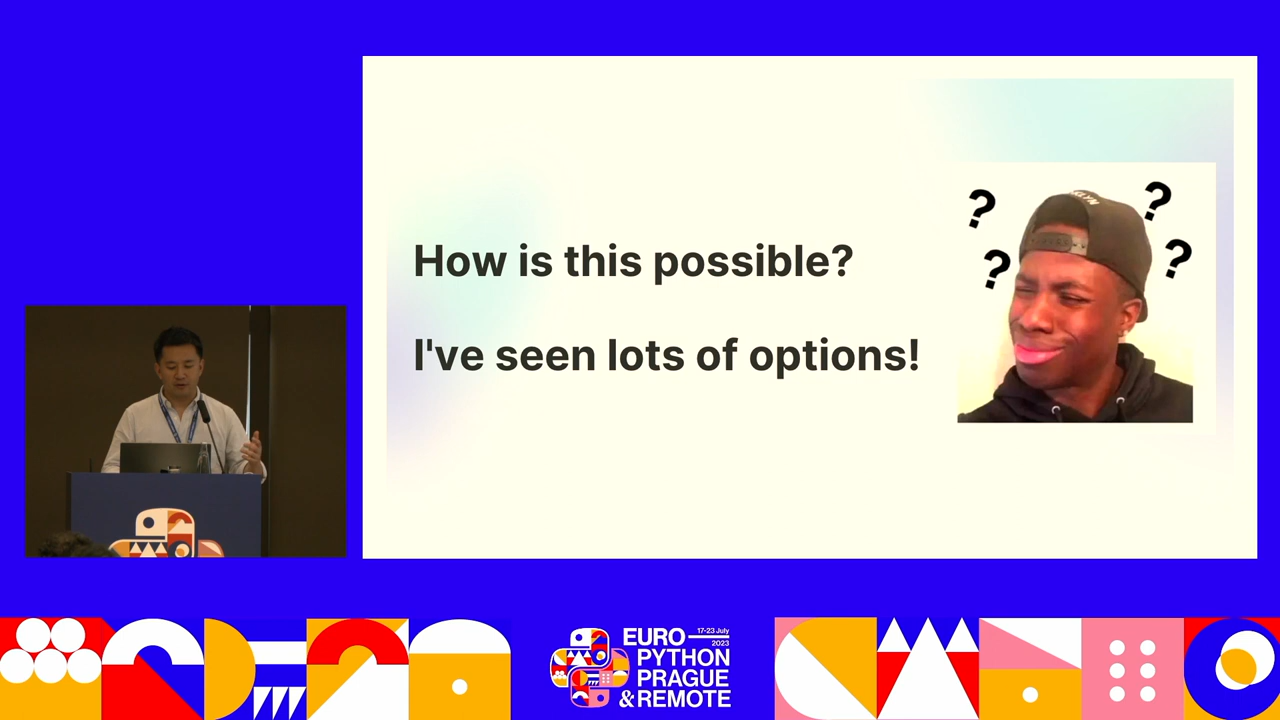 How is this possible?
I've seen lots of options!
?
?
?
?
EURO
17-23 July
2023
PYTHON
PRAGUE
& REMOTE